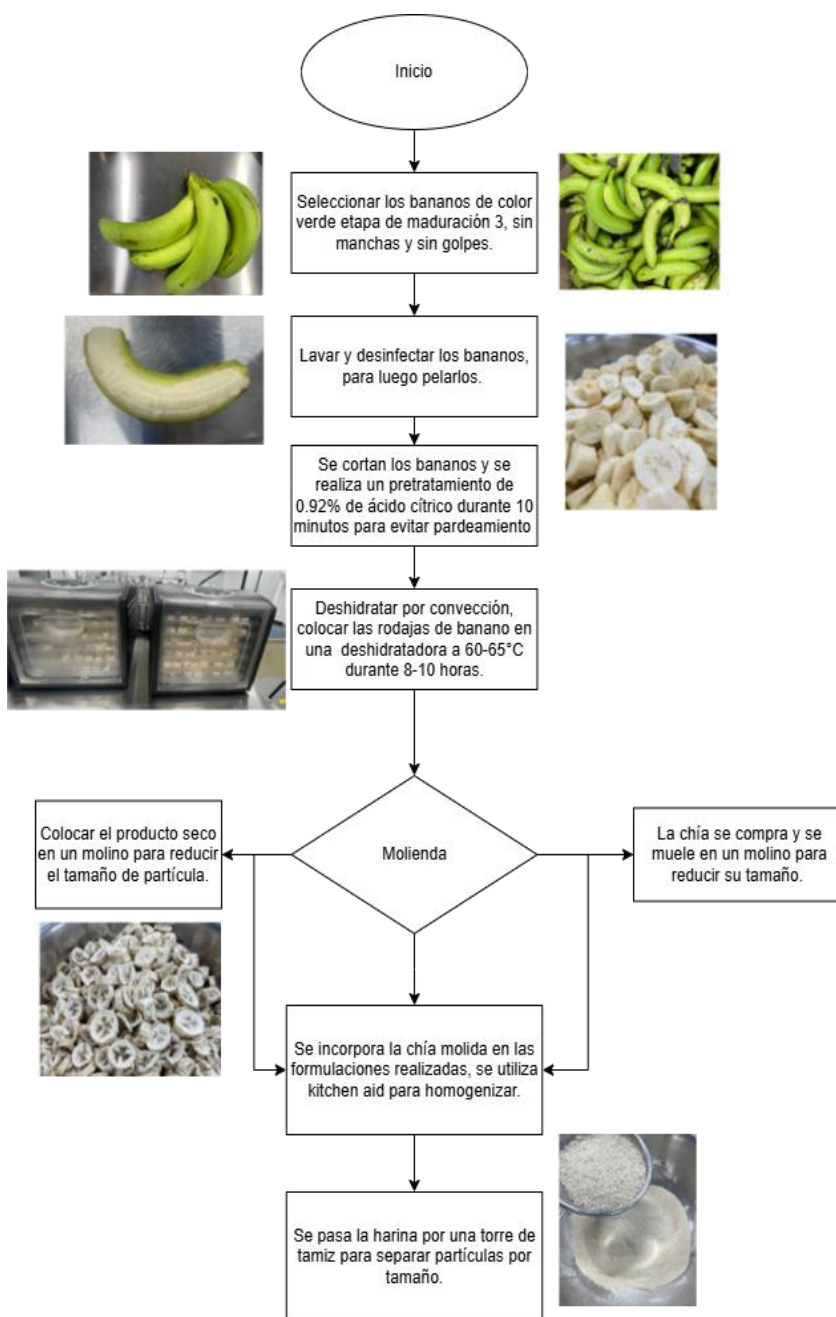 Inicio
Seleccionar los bananos de color
verde etapa de maduración 3, sin
manchas y sin golpes.
Lavar y desinfectar los bananos,
para luego pelarlos.
Se cortan los bananos y se
realiza un pretratamiento de
0.92% de ácido cítrico durante 10
minutos para evitar pardeamiento
Deshidratar por convección,
colocar las rodajas de banano en
una deshidratadora a 60-65°C
durante 8-10 horas.
Molienda
Colocar el producto seco
en un molino para reducir
el tamaño de partícula.
La chía se compra y se
muele en un molino para
reducir su tamaño.
Se incorpora la chía molida en las
formulaciones realizadas, se utiliza
kitchen aid para homogenizar.
Se pasa la harina por una torre de
tamiz para separar partículas por
tamaño.